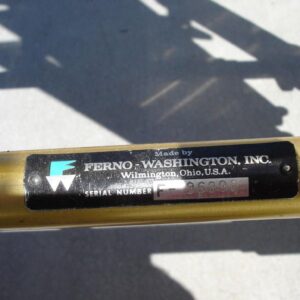 Made by
FERNO-WASHINGTON, INC.
Wilmington, Ohio, U.S.A.
SERIAL NUMBER